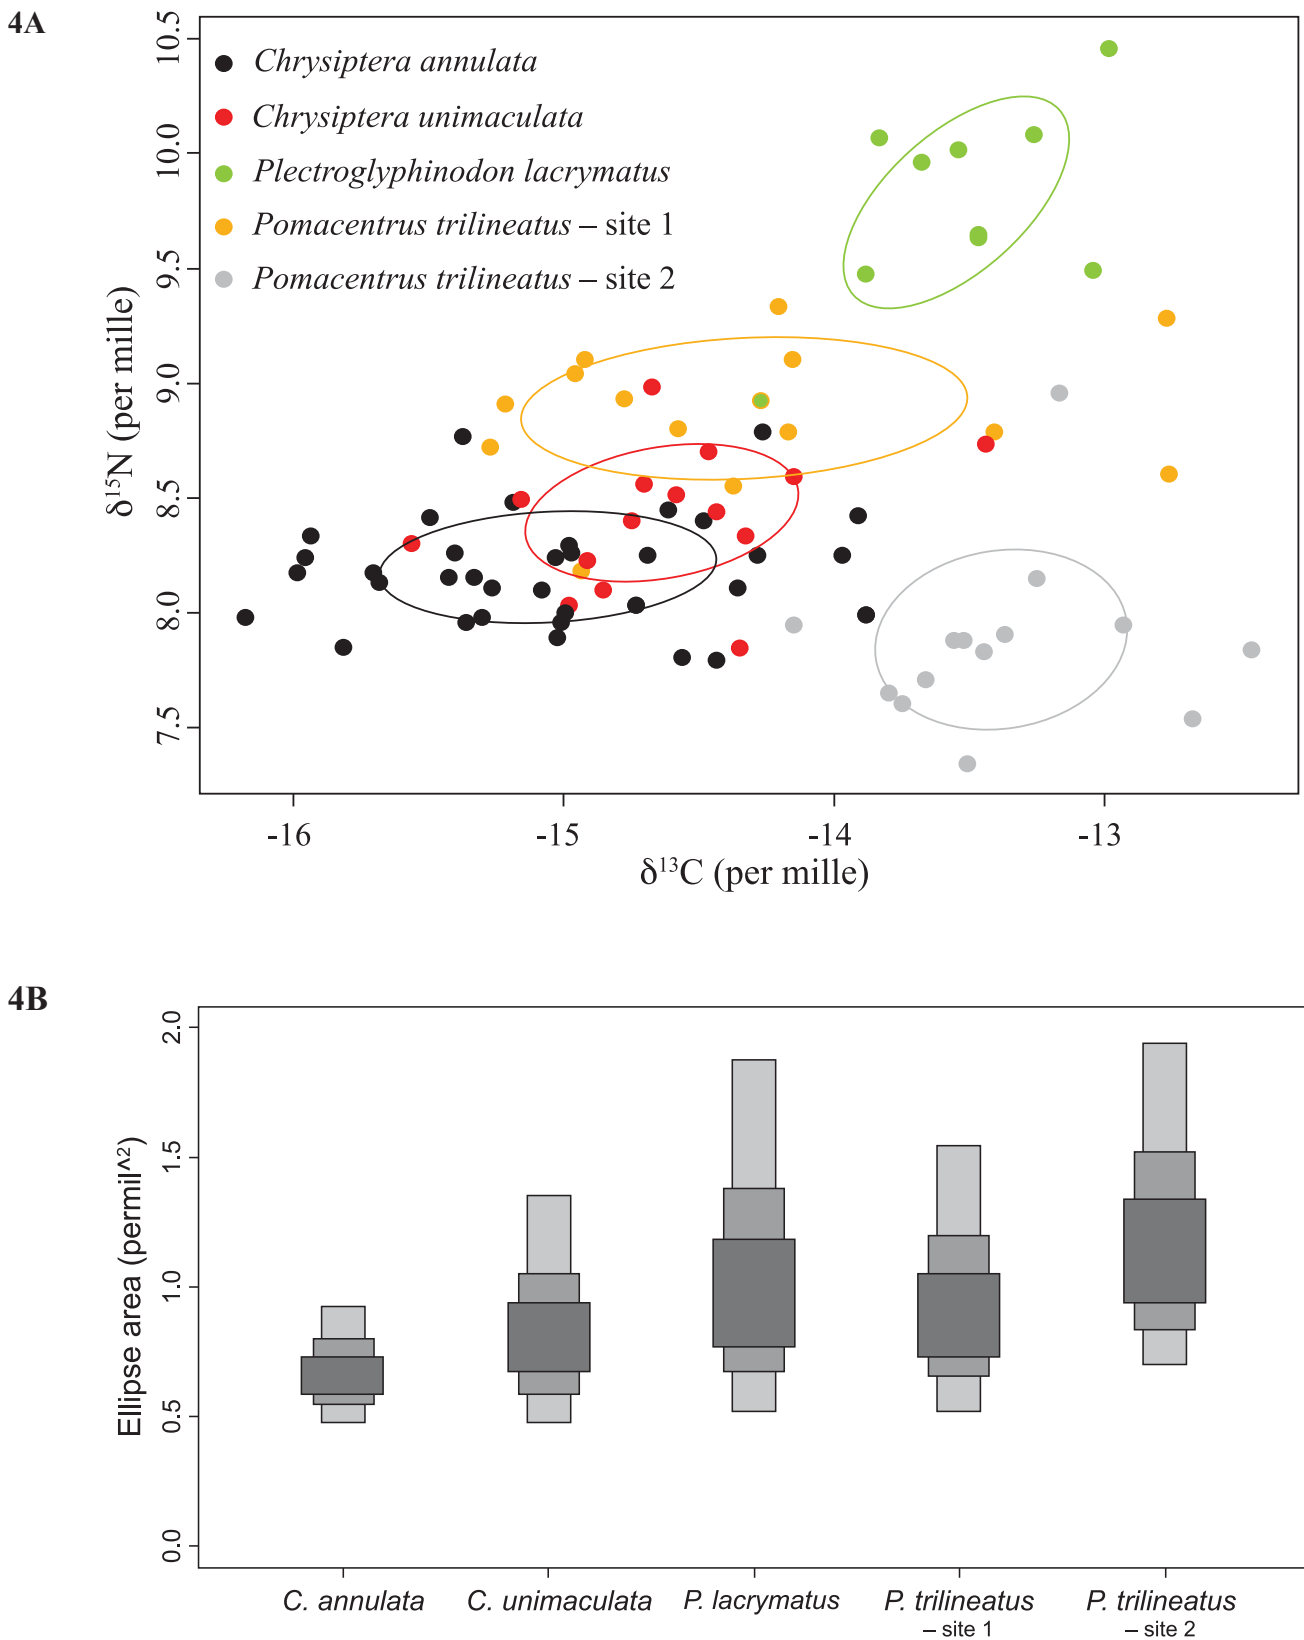 4A
10.5
10.0
9.5
9.0
8.5
8.0
7.5
δ¹⁵N (per mille)
Chrysiptera annulata
Chrysiptera unimaculata
Plectroglyphinodon lacrymatus
Pomacentrus trilineatus – site 1
Pomacentrus trilineatus – site 2
-16 -15 -14 -13
δ¹³C (per mille)
4B
2.0
1.5
1.0
0.5
0.0
Ellipse area (permil^2)
C. annulata C. unimaculata P. lacrymatus P. trilineatus P. trilineatus
– site 1 – site 2